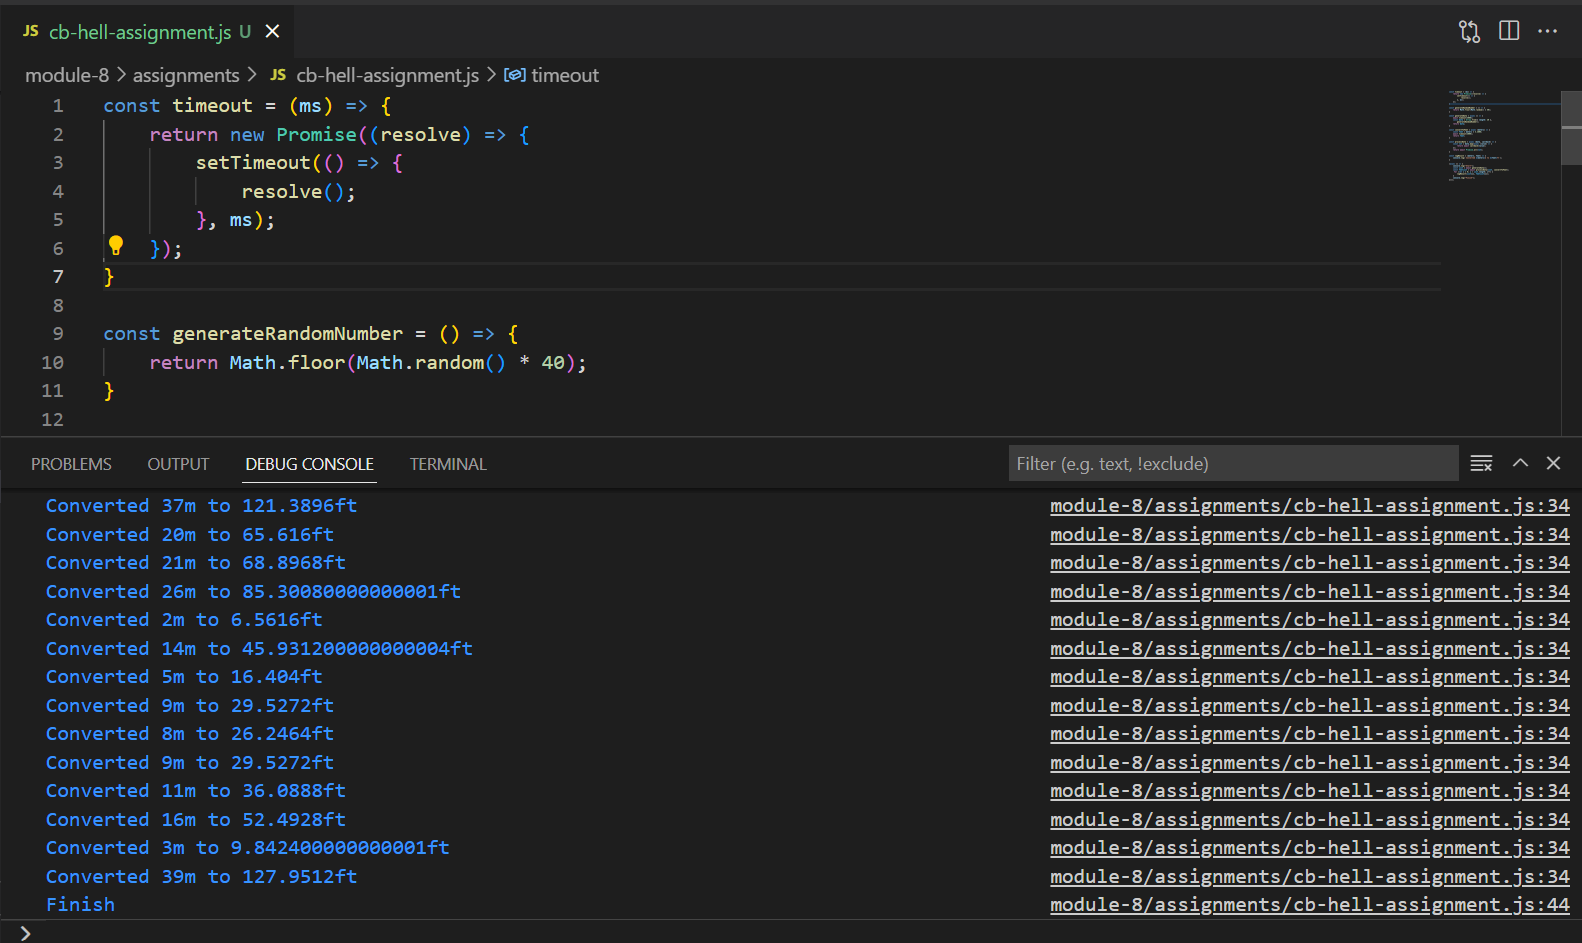 JS cb-hell-assignment.js U
module-8 > assignments > JS cb-hell-assignment.js > timeout
1 const timeout = (ms) => {
2     return new Promise((resolve) => {
3         setTimeout(() => {
4             resolve();
5         }, ms);
6     });
7 }
8
9 const generateRandomNumber = () => {
10     return Math.floor(Math.random() * 40);
11 }
12
PROBLEMS OUTPUT DEBUG CONSOLE TERMINAL Filter (e.g. text, !exclude)
Converted 37m to 121.3896ft module-8/assignments/cb-hell-assignment.js:34
Converted 20m to 65.616ft module-8/assignments/cb-hell-assignment.js:34
Converted 21m to 68.8968ft module-8/assignments/cb-hell-assignment.js:34
Converted 26m to 85.30080000000001ft module-8/assignments/cb-hell-assignment.js:34
Converted 2m to 6.5616ft module-8/assignments/cb-hell-assignment.js:34
Converted 14m to 45.931200000000004ft module-8/assignments/cb-hell-assignment.js:34
Converted 5m to 16.404ft module-8/assignments/cb-hell-assignment.js:34
Converted 9m to 29.5272ft module-8/assignments/cb-hell-assignment.js:34
Converted 8m to 26.2464ft module-8/assignments/cb-hell-assignment.js:34
Converted 9m to 29.5272ft module-8/assignments/cb-hell-assignment.js:34
Converted 11m to 36.0888ft module-8/assignments/cb-hell-assignment.js:34
Converted 16m to 52.4928ft module-8/assignments/cb-hell-assignment.js:34
Converted 3m to 9.842400000000001ft module-8/assignments/cb-hell-assignment.js:34
Converted 39m to 127.9512ft module-8/assignments/cb-hell-assignment.js:34
Finish module-8/assignments/cb-hell-assignment.js:44
>